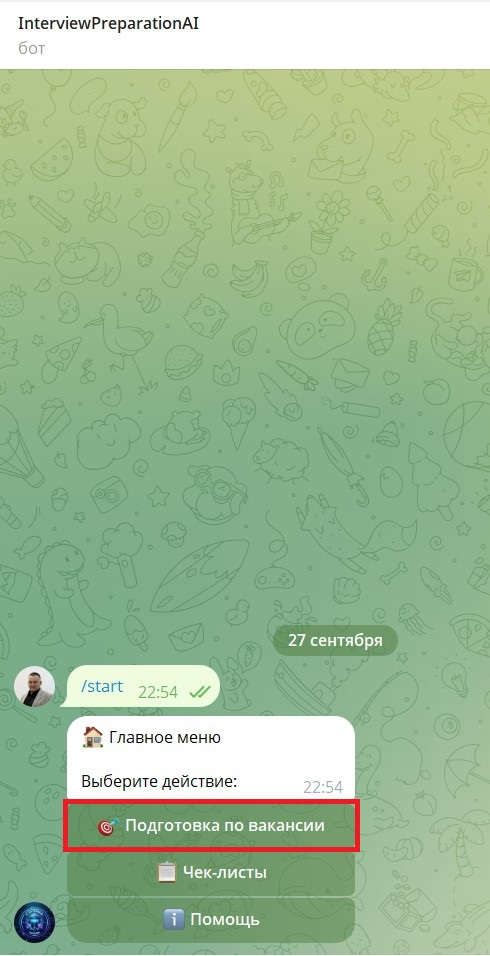 InterviewPreparationAI
бот
27 сентября
/start 22:54
🏠 Главное меню
Выберите действие:
22:54
🎯 Подготовка по вакансии
📋 Чек-листы
ℹ️ Помощь